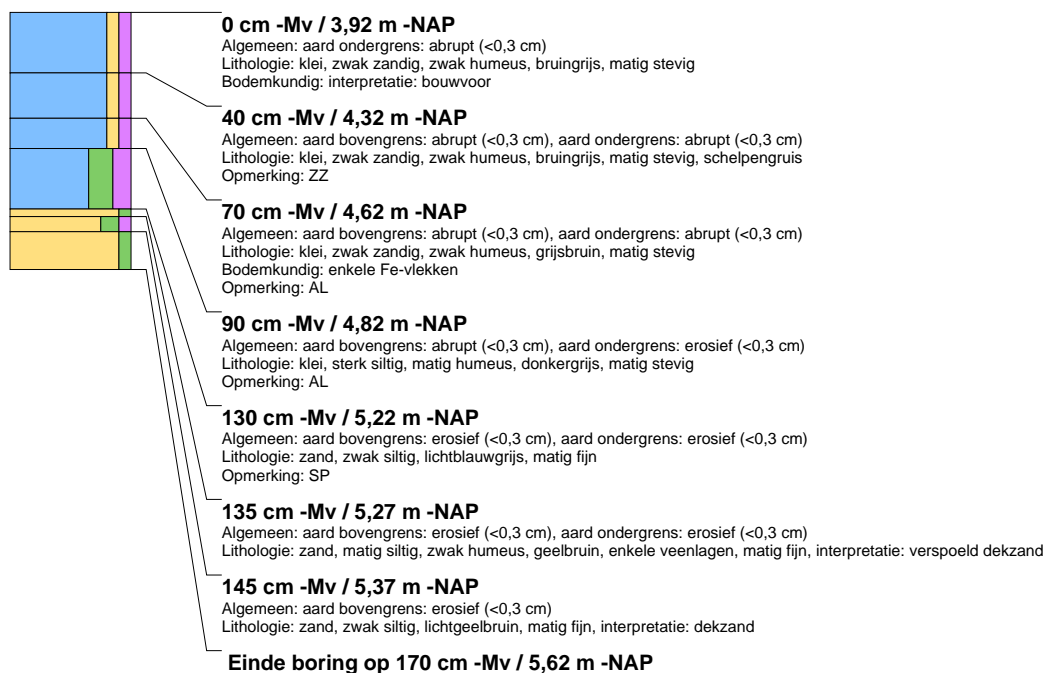 0 cm -Mv / 3,92 m -NAP
Algemeen: aard ondergrens: abrupt (<0,3 cm)
Lithologie: klei, zwak zandig, zwak humeus, bruingrijs, matig stevig
Bodemkundig: interpretatie: bouwvoor
40 cm -Mv / 4,32 m -NAP
Algemeen: aard bovengrens: abrupt (<0,3 cm), aard ondergrens: abrupt (<0,3 cm)
Lithologie: klei, zwak zandig, zwak humeus, bruingrijs, matig stevig, schelpengruis
Opmerking: ZZ
70 cm -Mv / 4,62 m -NAP
Algemeen: aard bovengrens: abrupt (<0,3 cm), aard ondergrens: abrupt (<0,3 cm)
Lithologie: klei, zwak zandig, zwak humeus, grijsbruin, matig stevig
Bodemkundig: enkele Fe-vlekken
Opmerking: AL
90 cm -Mv / 4,82 m -NAP
Algemeen: aard bovengrens: abrupt (<0,3 cm), aard ondergrens: erosief (<0,3 cm)
Lithologie: klei, sterk siltig, matig humeus, donkergrijs, matig stevig
Opmerking: AL
130 cm -Mv / 5,22 m -NAP
Algemeen: aard bovengrens: erosief (<0,3 cm), aard ondergrens: erosief (<0,3 cm)
Lithologie: zand, zwak siltig, lichtblauwgrijs, matig fijn
Opmerking: SP
135 cm -Mv / 5,27 m -NAP
Algemeen: aard bovengrens: erosief (<0,3 cm), aard ondergrens: erosief (<0,3 cm)
Lithologie: zand, matig siltig, zwak humeus, geelbruin, enkele veenlagen, matig fijn, interpretatie: verspoeld dekzand
145 cm -Mv / 5,37 m -NAP
Algemeen: aard bovengrens: erosief (<0,3 cm)
Lithologie: zand, zwak siltig, lichtgeelbruin, matig fijn, interpretatie: dekzand
Einde boring op 170 cm -Mv / 5,62 m -NAP